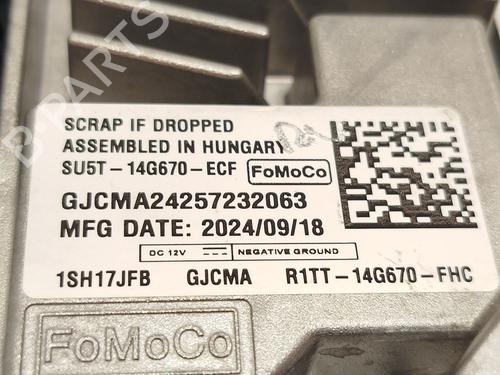 B-PARTS
SCRAP IF DROPPED
ASSEMBLED IN HUNGARY
SU5T-14G670-ECF FoMoCo
GJCMA24257232063
MFG DATE: 2024/09/18
DC 12V NEGATIVE GROUND
1SH17JFB GJCMA R1TT-14G670-FHC
FoMoCo